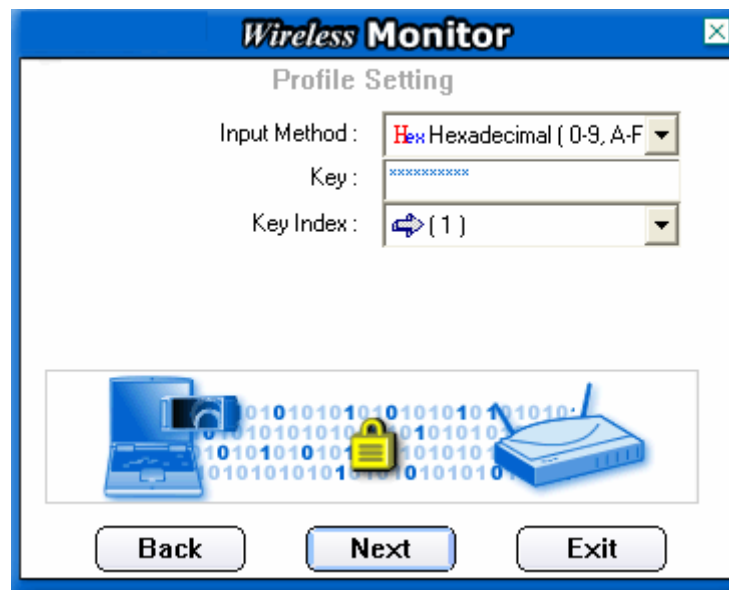 Wireless Monitor
Profile Setting
Input Method : Hex Hexadecimal ( 0-9, A-F
Key : **********
Key Index : ( 1 )
Back Next Exit